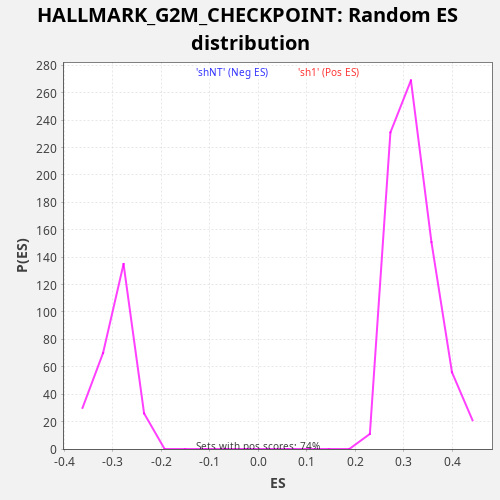 HALLMARK_G2M_CHECKPOINT: Random ES
distribution
'shNT' (Neg ES) 'sh1' (Pos ES)
280
260
240
220
200
180
160
140
120
100
80
60
40
20
0
P(ES)
Sets with pos scores: 74%
-0.4 -0.3 -0.2 -0.1 0.0 0.1 0.2 0.3 0.4
ES